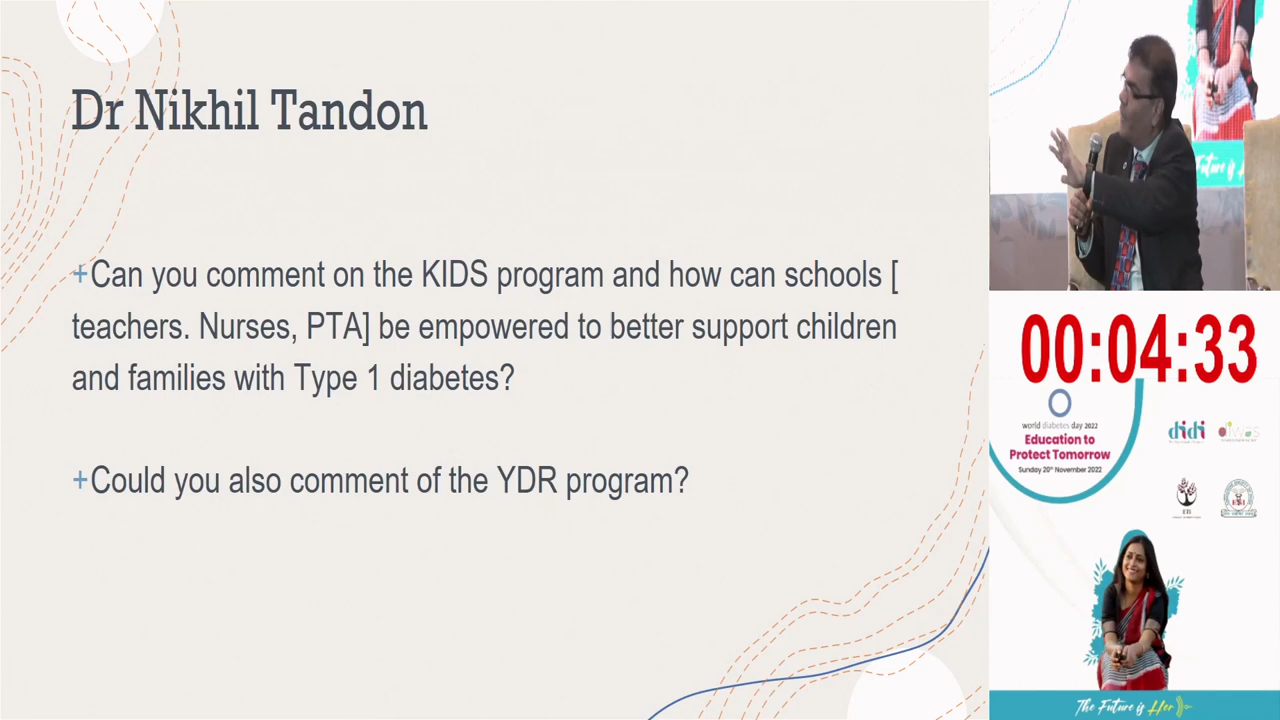 Dr Nikhil Tandon
+Can you comment on the KIDS program and how can schools [
teachers. Nurses, PTA] be empowered to better support children
and families with Type 1 diabetes?
+Could you also comment of the YDR program?
00:04:33
world diabetes day 2022
Education to
Protect Tomorrow
Sunday 20th November 2022
didi
The Future is Her